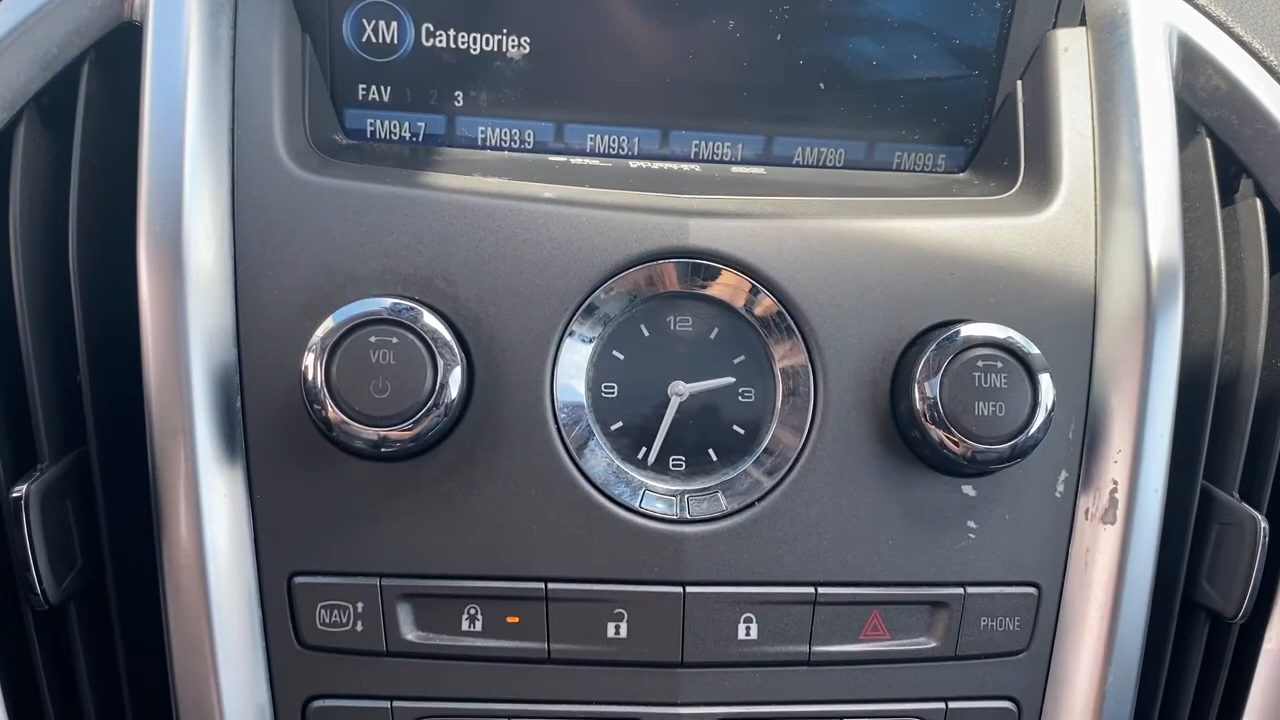 XM Categories
FAV 1 2 3 4
FM94.7 FM93.9 FM93.1 FM95.1 AM780 FM99.5
12
9 3
6
VOL
TUNE
INFO
NAV
PHONE